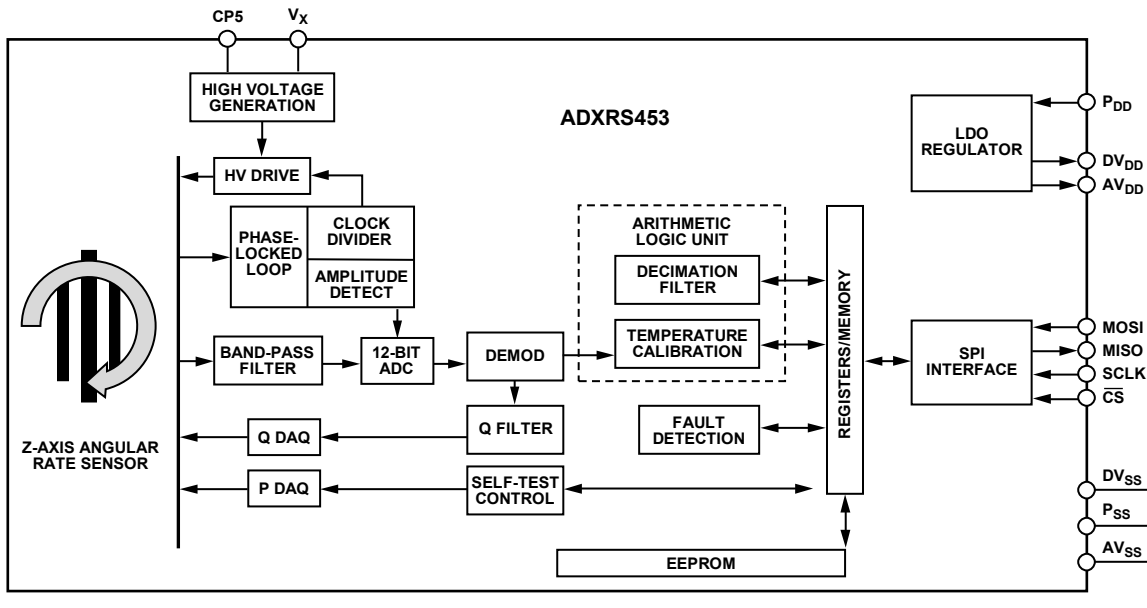 CP5
VX
HIGH VOLTAGE
GENERATION
ADXRS453
LDO
REGULATOR
PDD
DVDD
AVDD
HV DRIVE
PHASE-
LOCKED
LOOP
CLOCK
DIVIDER
AMPLITUDE
DETECT
ARITHMETIC
LOGIC UNIT
DECIMATION
FILTER
TEMPERATURE
CALIBRATION
BAND-PASS
FILTER
12-BIT
ADC
DEMOD
REGISTERS/MEMORY
SPI
INTERFACE
MOSI
MISO
SCLK
CS
Z-AXIS ANGULAR
RATE SENSOR
Q DAQ
Q FILTER
FAULT
DETECTION
P DAQ
SELF-TEST
CONTROL
EEPROM
DVSS
PSS
AVSS